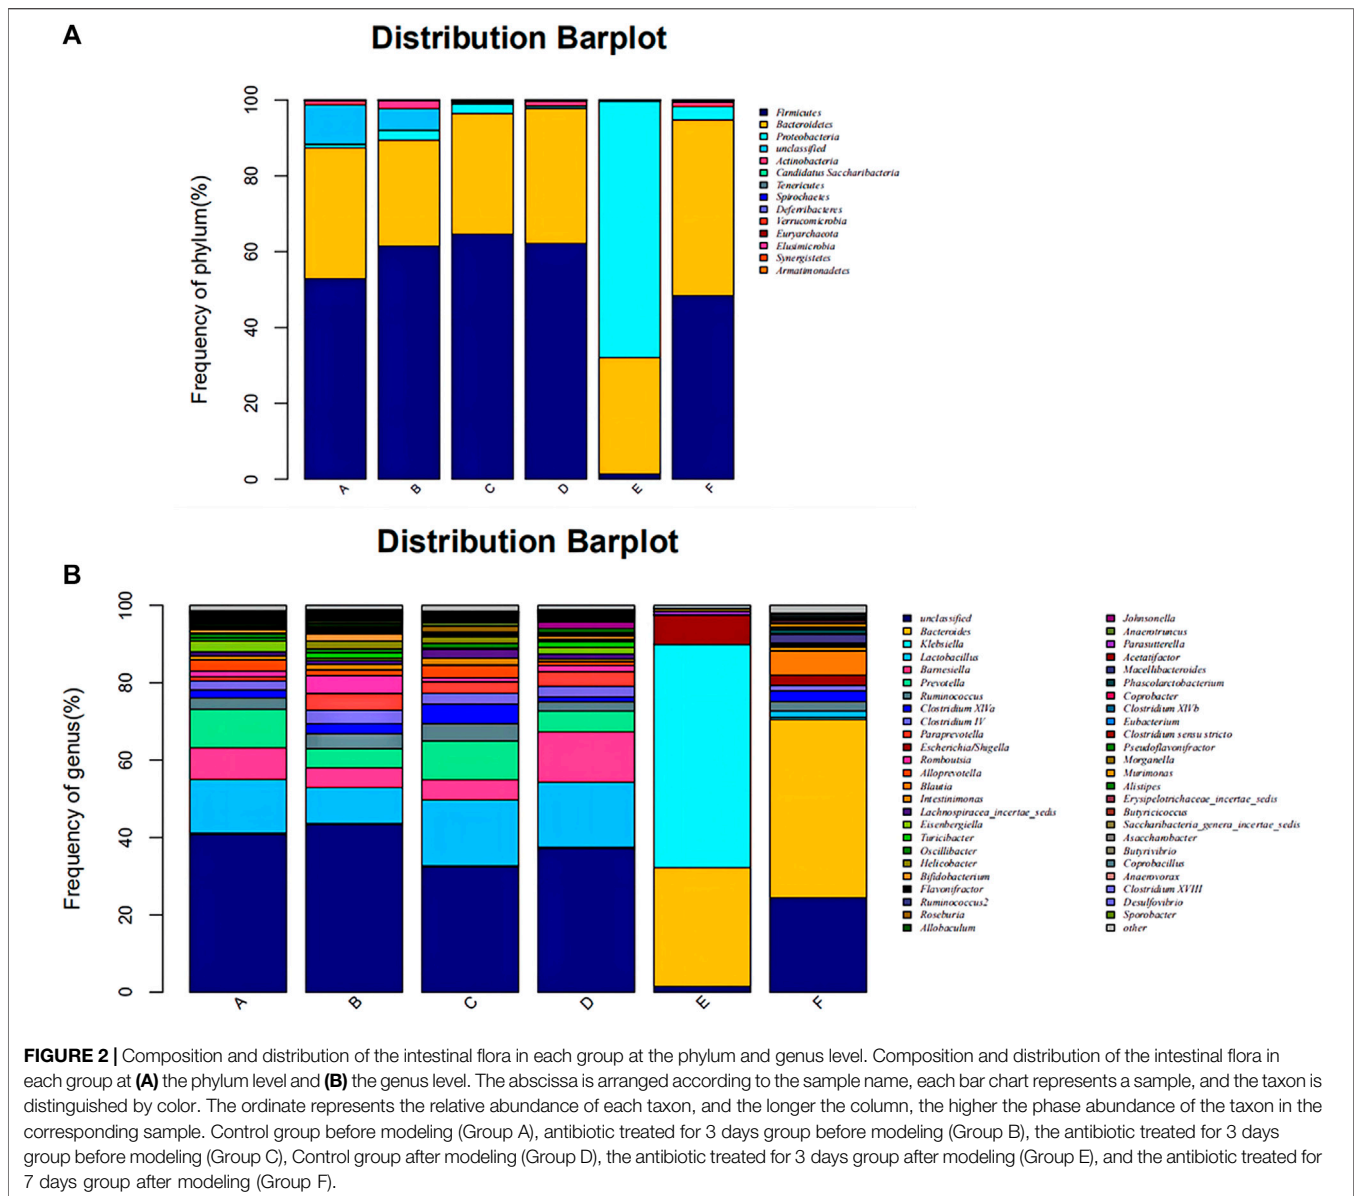 A
Distribution Barplot
Frequency of phylum(%)
100
80
60
40
20
0
A B C D E F
Firmicutes
Bacteroidetes
Proteobacteria
unclassified
Actinobacteria
Candidatus Saccharibacteria
Tenericutes
Spirochaetes
Deferribacteres
Verrucomicrobia
Euryarchaeota
Elusimicrobia
Synergistetes
Armatimonadetes
Distribution Barplot
B
Frequency of genus(%)
100
80
60
40
20
0
A B C D E F
unclassified
Bacteroides
Klebsiella
Lactobacillus
Barnesiella
Prevotella
Ruminococcus
Clostridium XlVa
Clostridium IV
Paraprevotella
Escherichia/Shigella
Romboutsia
Alloprevotella
Blautia
Intestinimonas
Lachnospiracea_incertae_sedis
Eisenbergiella
Turicibacter
Oscillibacter
Helicobacter
Bifidobacterium
Flavonifractor
Ruminococcus2
Roseburia
Allobaculum
Johnsonella
Anaerotruncus
Parasutterella
Acetatifactor
Macellibacteroides
Phascolarctobacterium
Coprobacter
Clostridium XlVb
Eubacterium
Clostridium sensu stricto
Pseudoflavonifractor
Morganella
Murimonas
Alistipes
Erysipelotrichaceae_incertae_sedis
Butyricicoccus
Saccharibacteria_genera_incertae_sedis
Asaccharobacter
Butyrivibrio
Coprobacillus
Anaerovorax
Clostridium XVIII
Desulfovibrio
Sporobacter
other
FIGURE 2 | Composition and distribution of the intestinal flora in each group at the phylum and genus level. Composition and distribution of the intestinal flora in
each group at (A) the phylum level and (B) the genus level. The abscissa is arranged according to the sample name, each bar chart represents a sample, and the taxon is
distinguished by color. The ordinate represents the relative abundance of each taxon, and the longer the column, the higher the phase abundance of the taxon in the
corresponding sample. Control group before modeling (Group A), antibiotic treated for 3 days group before modeling (Group B), the antibiotic treated for 3 days
group before modeling (Group C), Control group after modeling (Group D), the antibiotic treated for 3 days group after modeling (Group E), and the antibiotic treated for
7 days group after modeling (Group F).